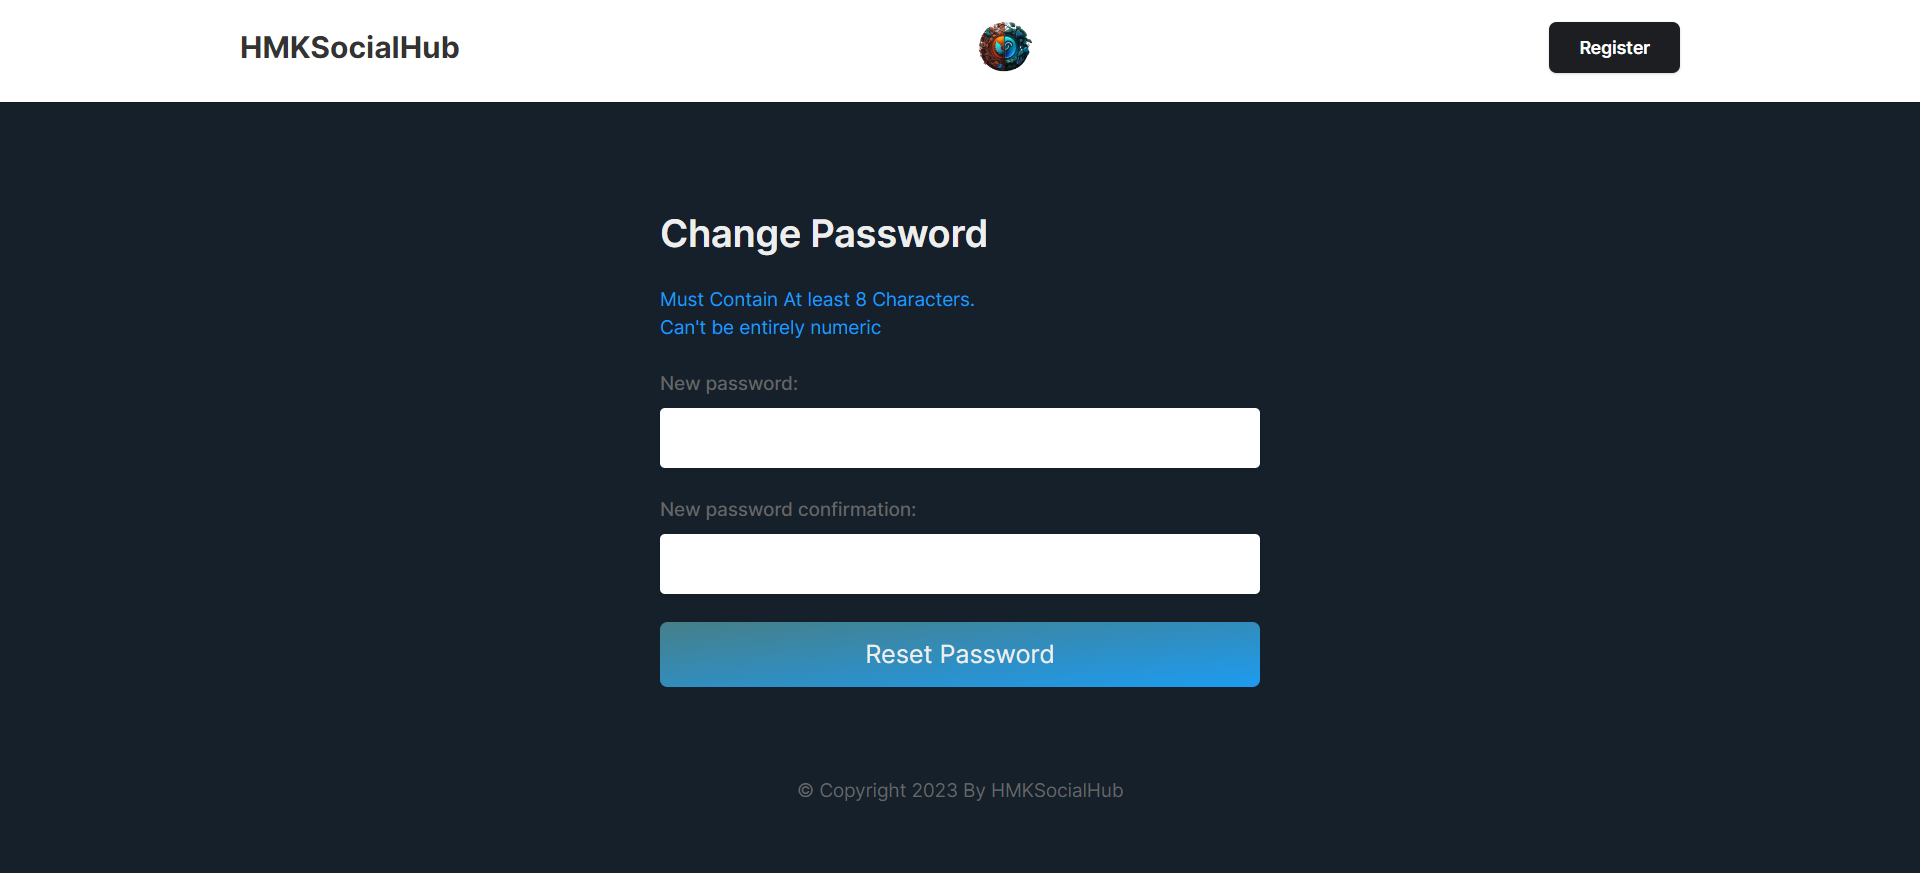 HMKSocialHub
Register
Change Password
Must Contain At least 8 Characters.
Can't be entirely numeric
New password:
New password confirmation:
Reset Password
© Copyright 2023 By HMKSocialHub